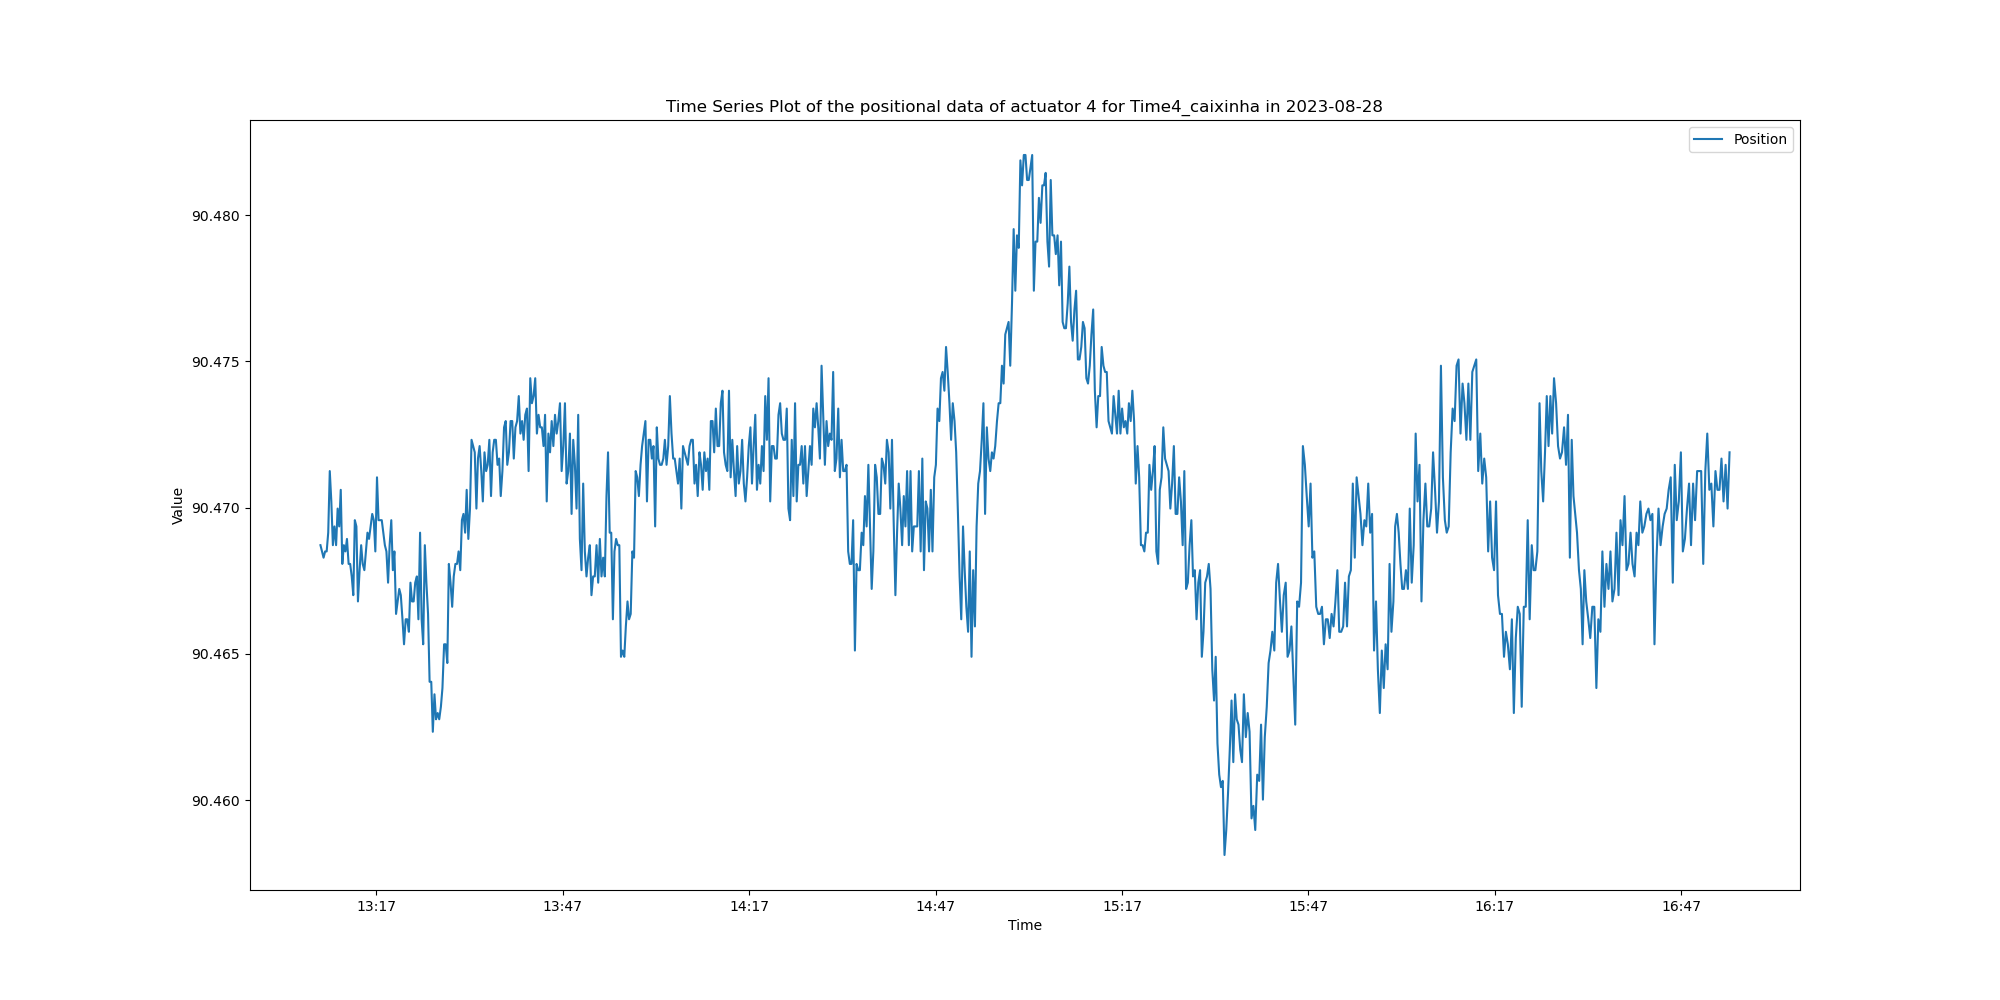 Time Series Plot of the positional data of actuator 4 for Time4_caixinha in 2023-08-28
Position
90.480
90.475
90.470
90.465
90.460
Value
13:17 13:47 14:17 14:47 15:17 15:47 16:17 16:47
Time